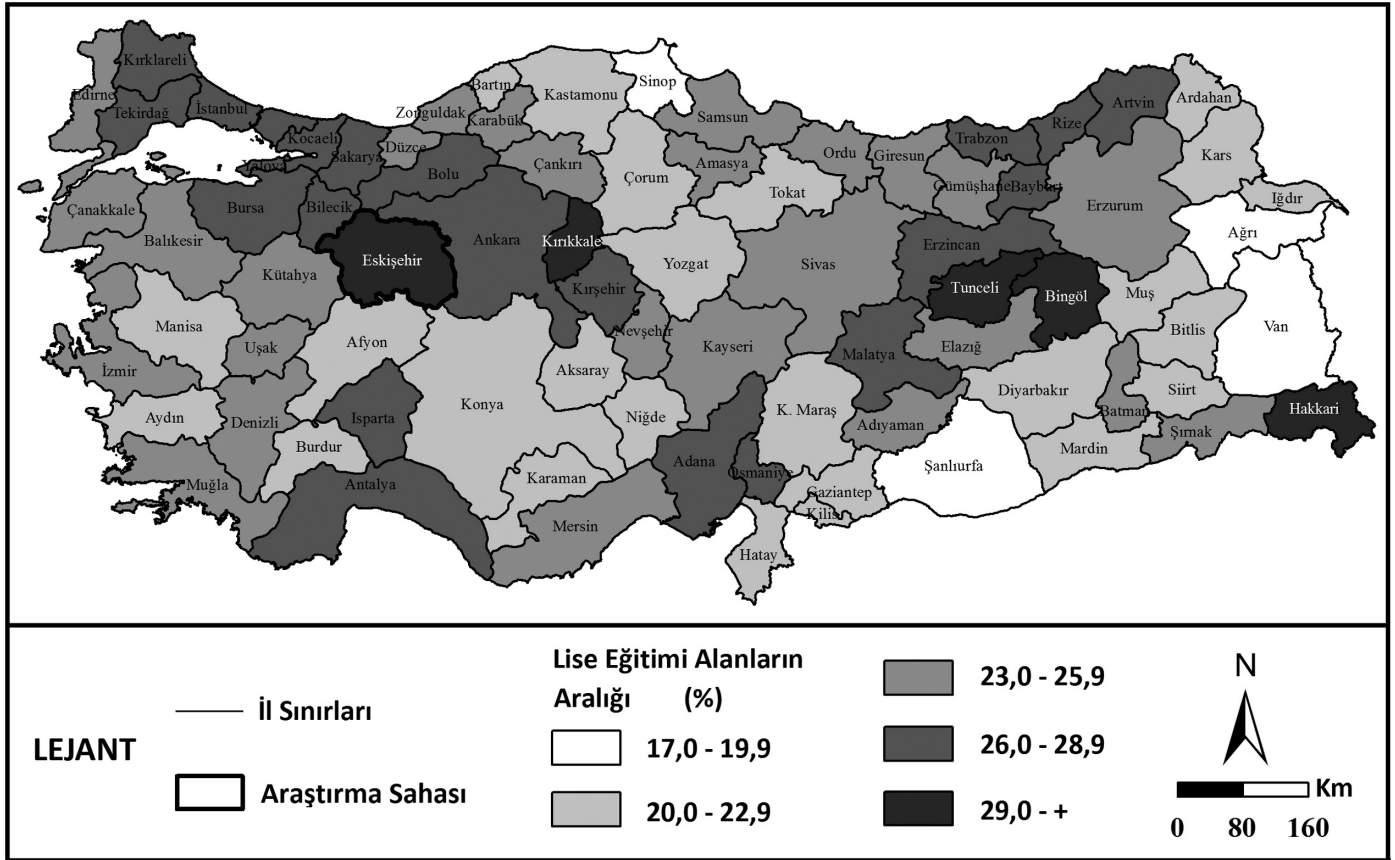 Kırklareli
Edirne
Tekirdağ
İstanbul
Kocaeli
Yalova
Sakarya
Düzce
Zonguldak
Bartın
Karabük
Kastamonu
Sinop
Samsun
Çankırı
Çorum
Amasya
Tokat
Ordu
Giresun
Trabzon
Rize
Artvin
Ardahan
Kars
Iğdır
Gümüşhane
Bayburt
Erzurum
Ağrı
Çanakkale
Balıkesir
Bursa
Bilecik
Bolu
Ankara
Kırıkkale
Eskişehir
Kütahya
Kırşehir
Yozgat
Sivas
Erzincan
Tunceli
Bingöl
Muş
Bitlis
Van
Manisa
Uşak
Afyon
Nevşehir
Kayseri
Malatya
Elazığ
İzmir
Aydın
Denizli
Isparta
Burdur
Konya
Aksaray
Niğde
K. Maraş
Adıyaman
Diyarbakır
Batman
Siirt
Şırnak
Hakkari
Mardin
Şanlıurfa
Muğla
Antalya
Karaman
Mersin
Adana
Osmaniye
Gaziantep
Kilis
Hatay
LEJANT
İl Sınırları
Araştırma Sahası
Lise Eğitimi Alanların
Aralığı (%)
17,0 - 19,9
20,0 - 22,9
23,0 - 25,9
26,0 - 28,9
29,0 - +
N
Km
0 80 160